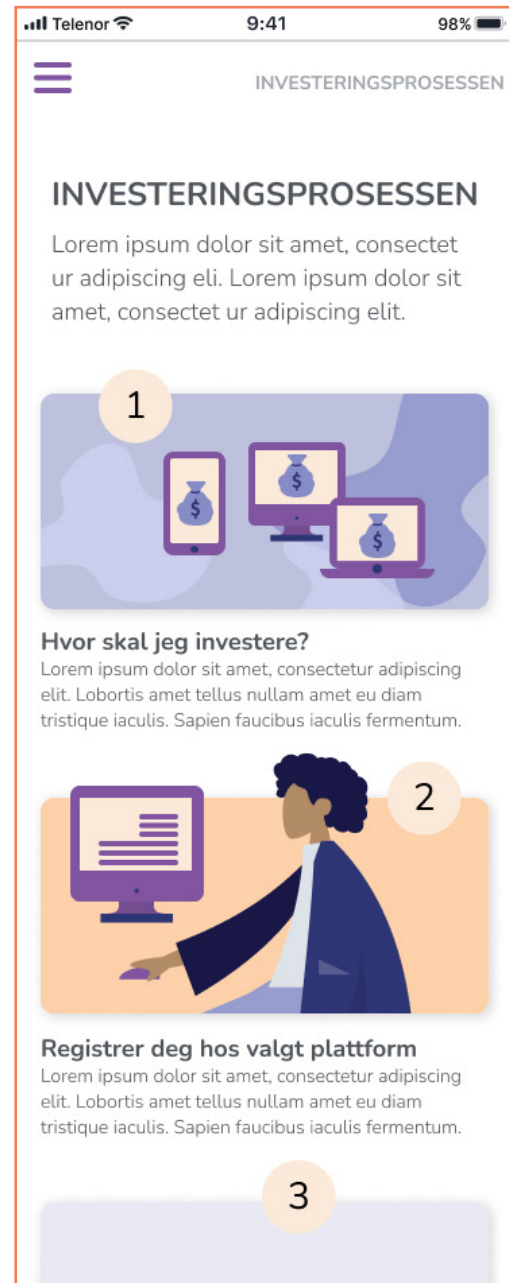 Telenor 9:41 98%
INVESTERINGSPROSESSEN
INVESTERINGSPROSESSEN
Lorem ipsum dolor sit amet, consectet
ur adipiscing eli. Lorem ipsum dolor sit
amet, consectet ur adipiscing elit.
1
$ $ $
Hvor skal jeg investere?
Lorem ipsum dolor sit amet, consectetur adipiscing
elit. Lobortis amet tellus nullam amet eu diam
tristique iaculis. Sapien faucibus iaculis fermentum.
2
Registrer deg hos valgt plattform
Lorem ipsum dolor sit amet, consectetur adipiscing
elit. Lobortis amet tellus nullam amet eu diam
tristique iaculis. Sapien faucibus iaculis fermentum.
3